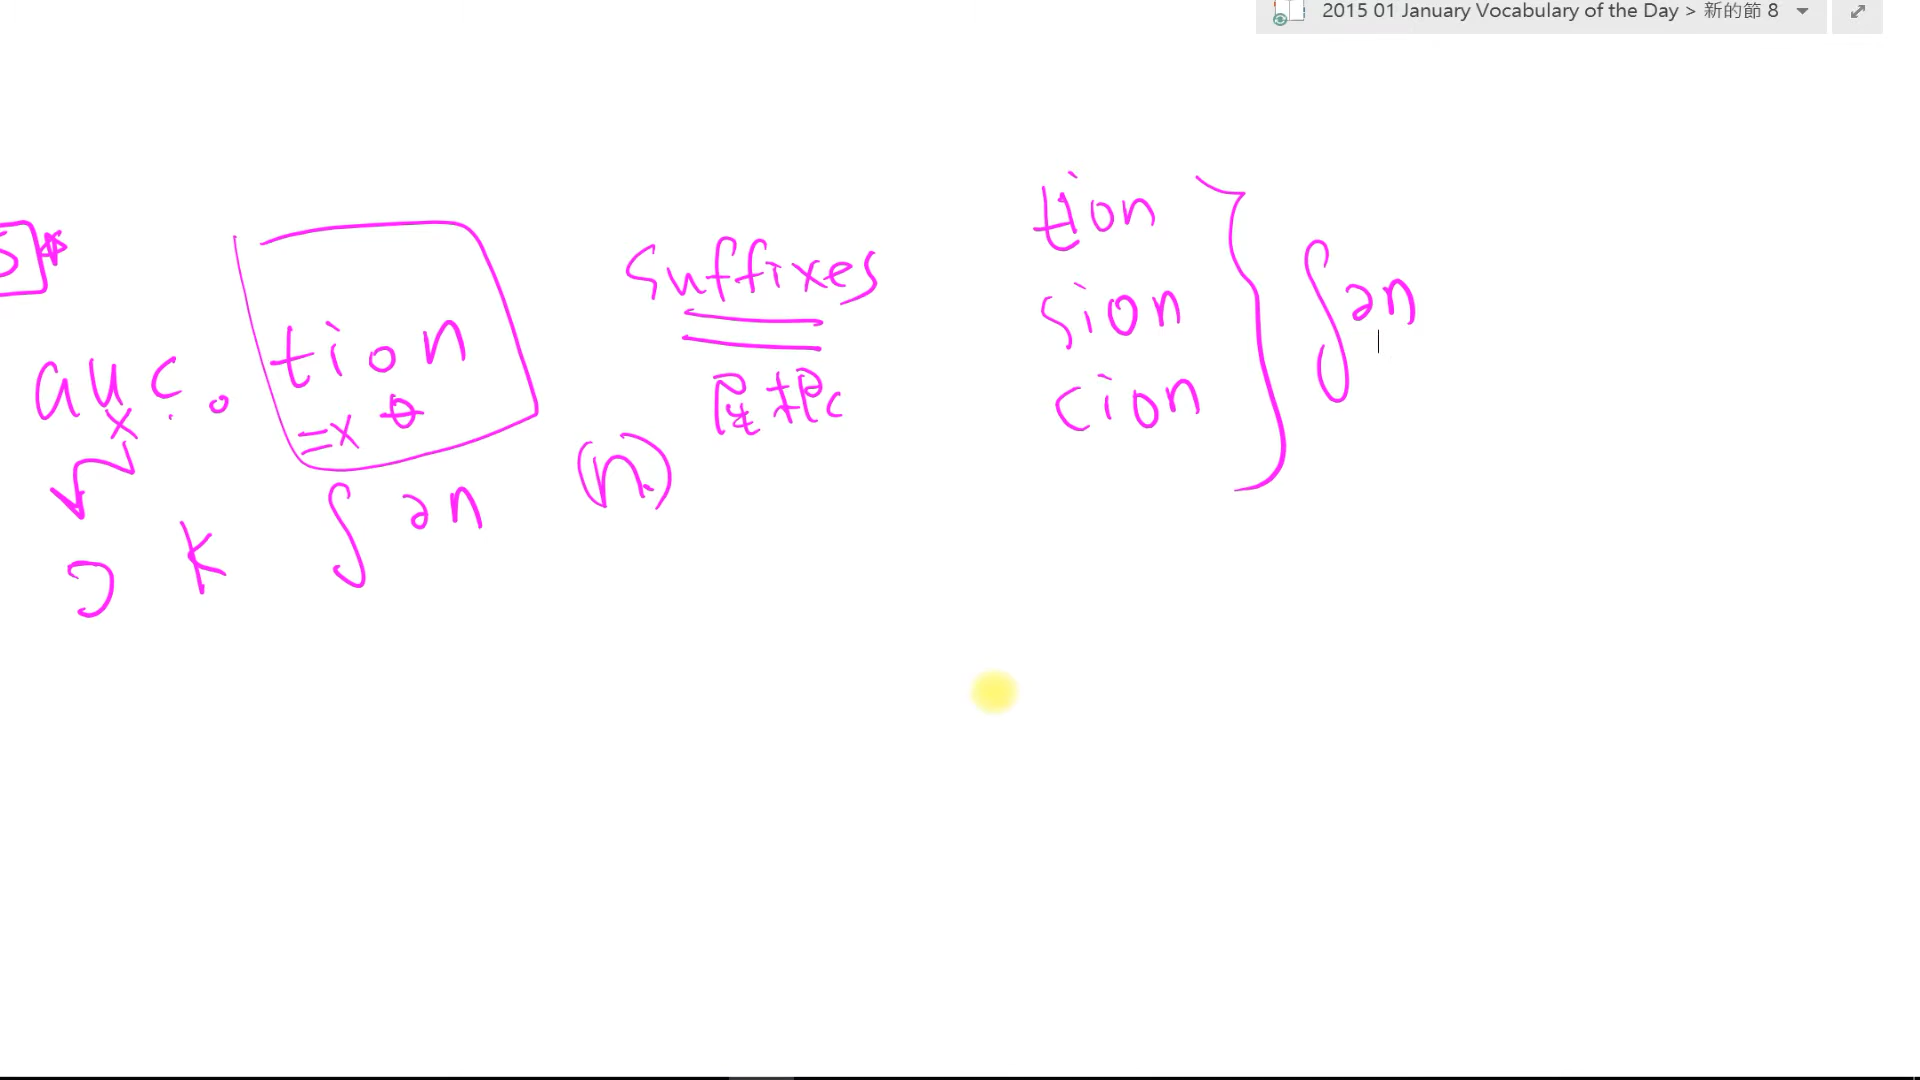 2015 01 January Vocabulary of the Day > 新的節 8
5 *
auc. tion
=x
ɔ k ʃən
(n)
suffixes
tion
sion
cion
ʃən